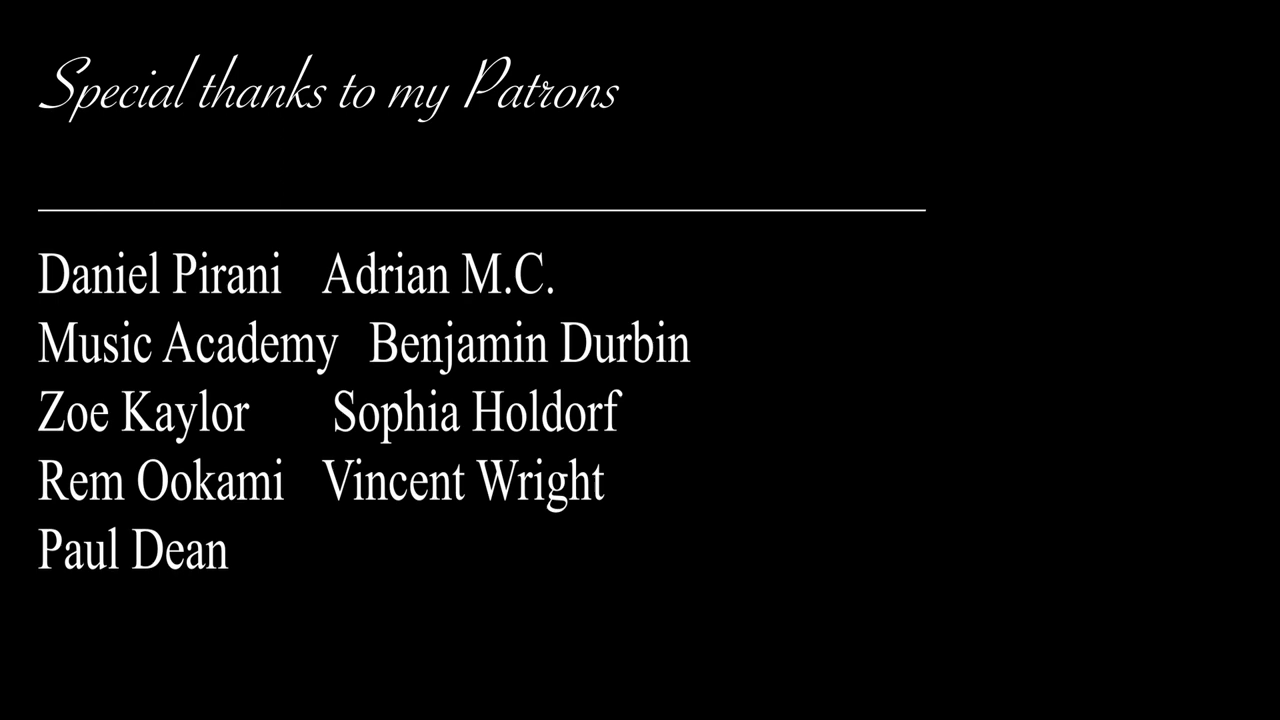 Special thanks to my Patrons
Daniel Pirani Adrian M.C.
Music Academy Benjamin Durbin
Zoe Kaylor Sophia Holdorf
Rem Ookami Vincent Wright
Paul Dean